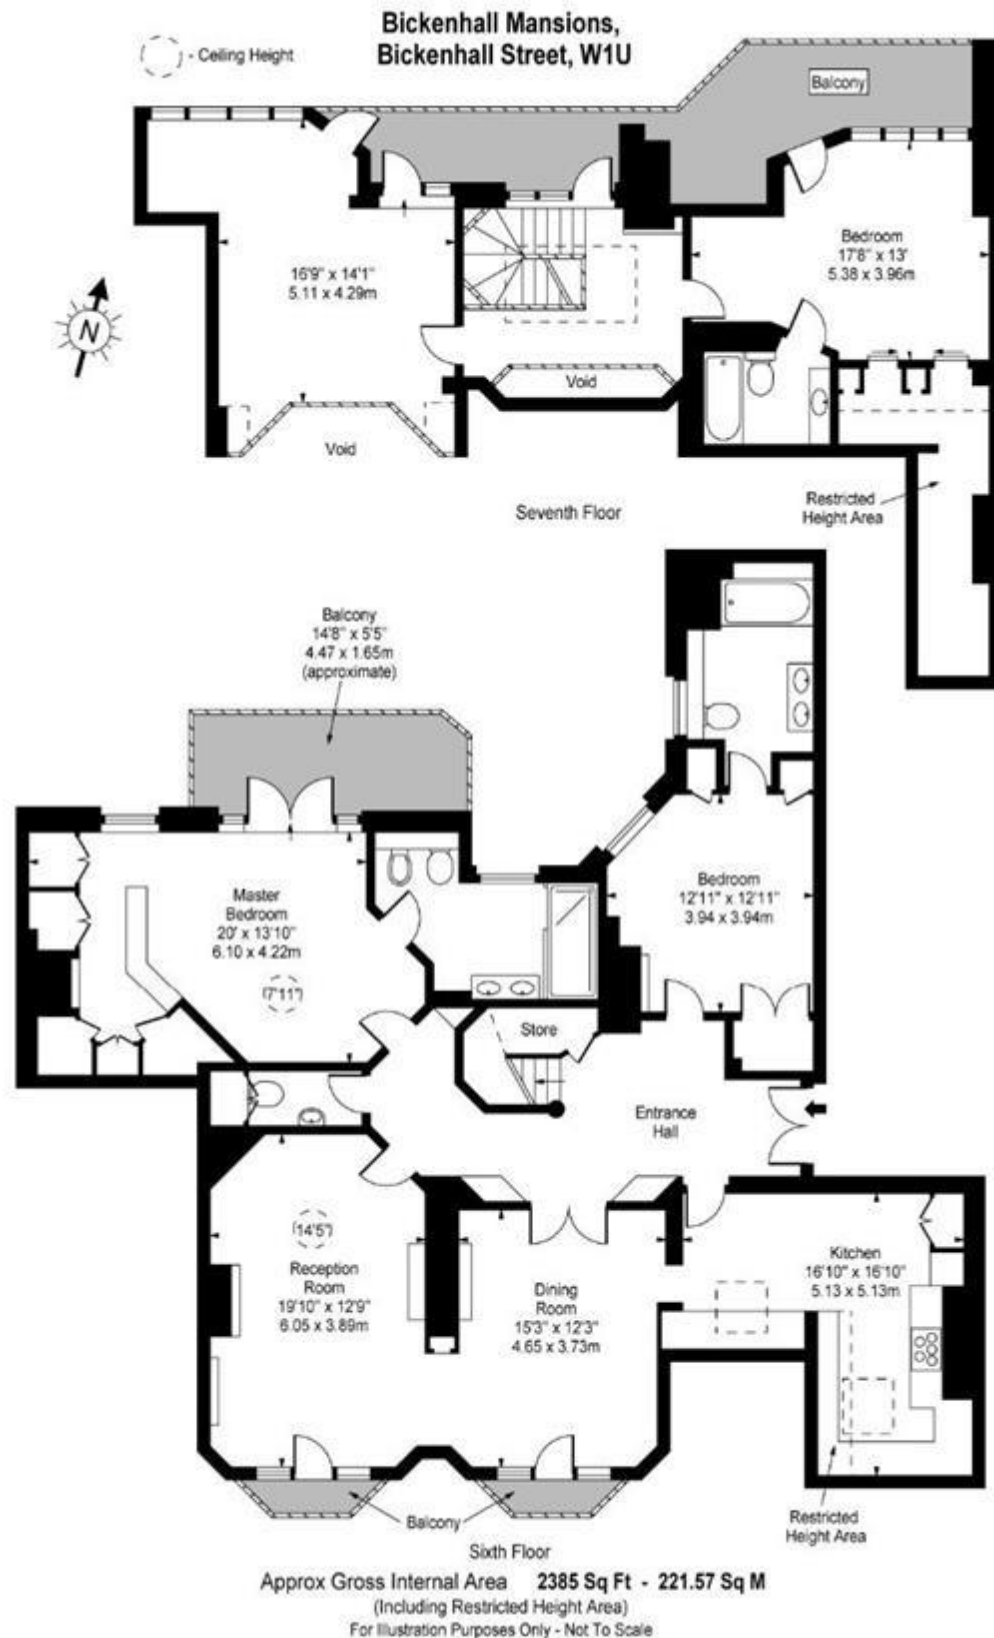 Bickenhall Mansions,
Bickenhall Street, W1U
- Ceiling Height
Balcony
Bedroom
17'8" x 13'
5.38 x 3.96m
16'9" x 14'1"
5.11 x 4.29m
N
Void
Void
Restricted
Height Area
Seventh Floor
Balcony
14'8" x 5'5"
4.47 x 1.65m
(approximate)
Master
Bedroom
20' x 13'10"
6.10 x 4.22m
(7'11")
Bedroom
12'11" x 12'11"
3.94 x 3.94m
Store
Entrance
Hall
(14'5")
Reception
Room
19'10" x 12'9"
6.05 x 3.89m
Dining
Room
15'3" x 12'3"
4.65 x 3.73m
Kitchen
16'10" x 16'10"
5.13 x 5.13m
Balcony
Restricted
Height Area
Sixth Floor
Approx Gross Internal Area 2385 Sq Ft - 221.57 Sq M
(Including Restricted Height Area)
For Illustration Purposes Only - Not To Scale